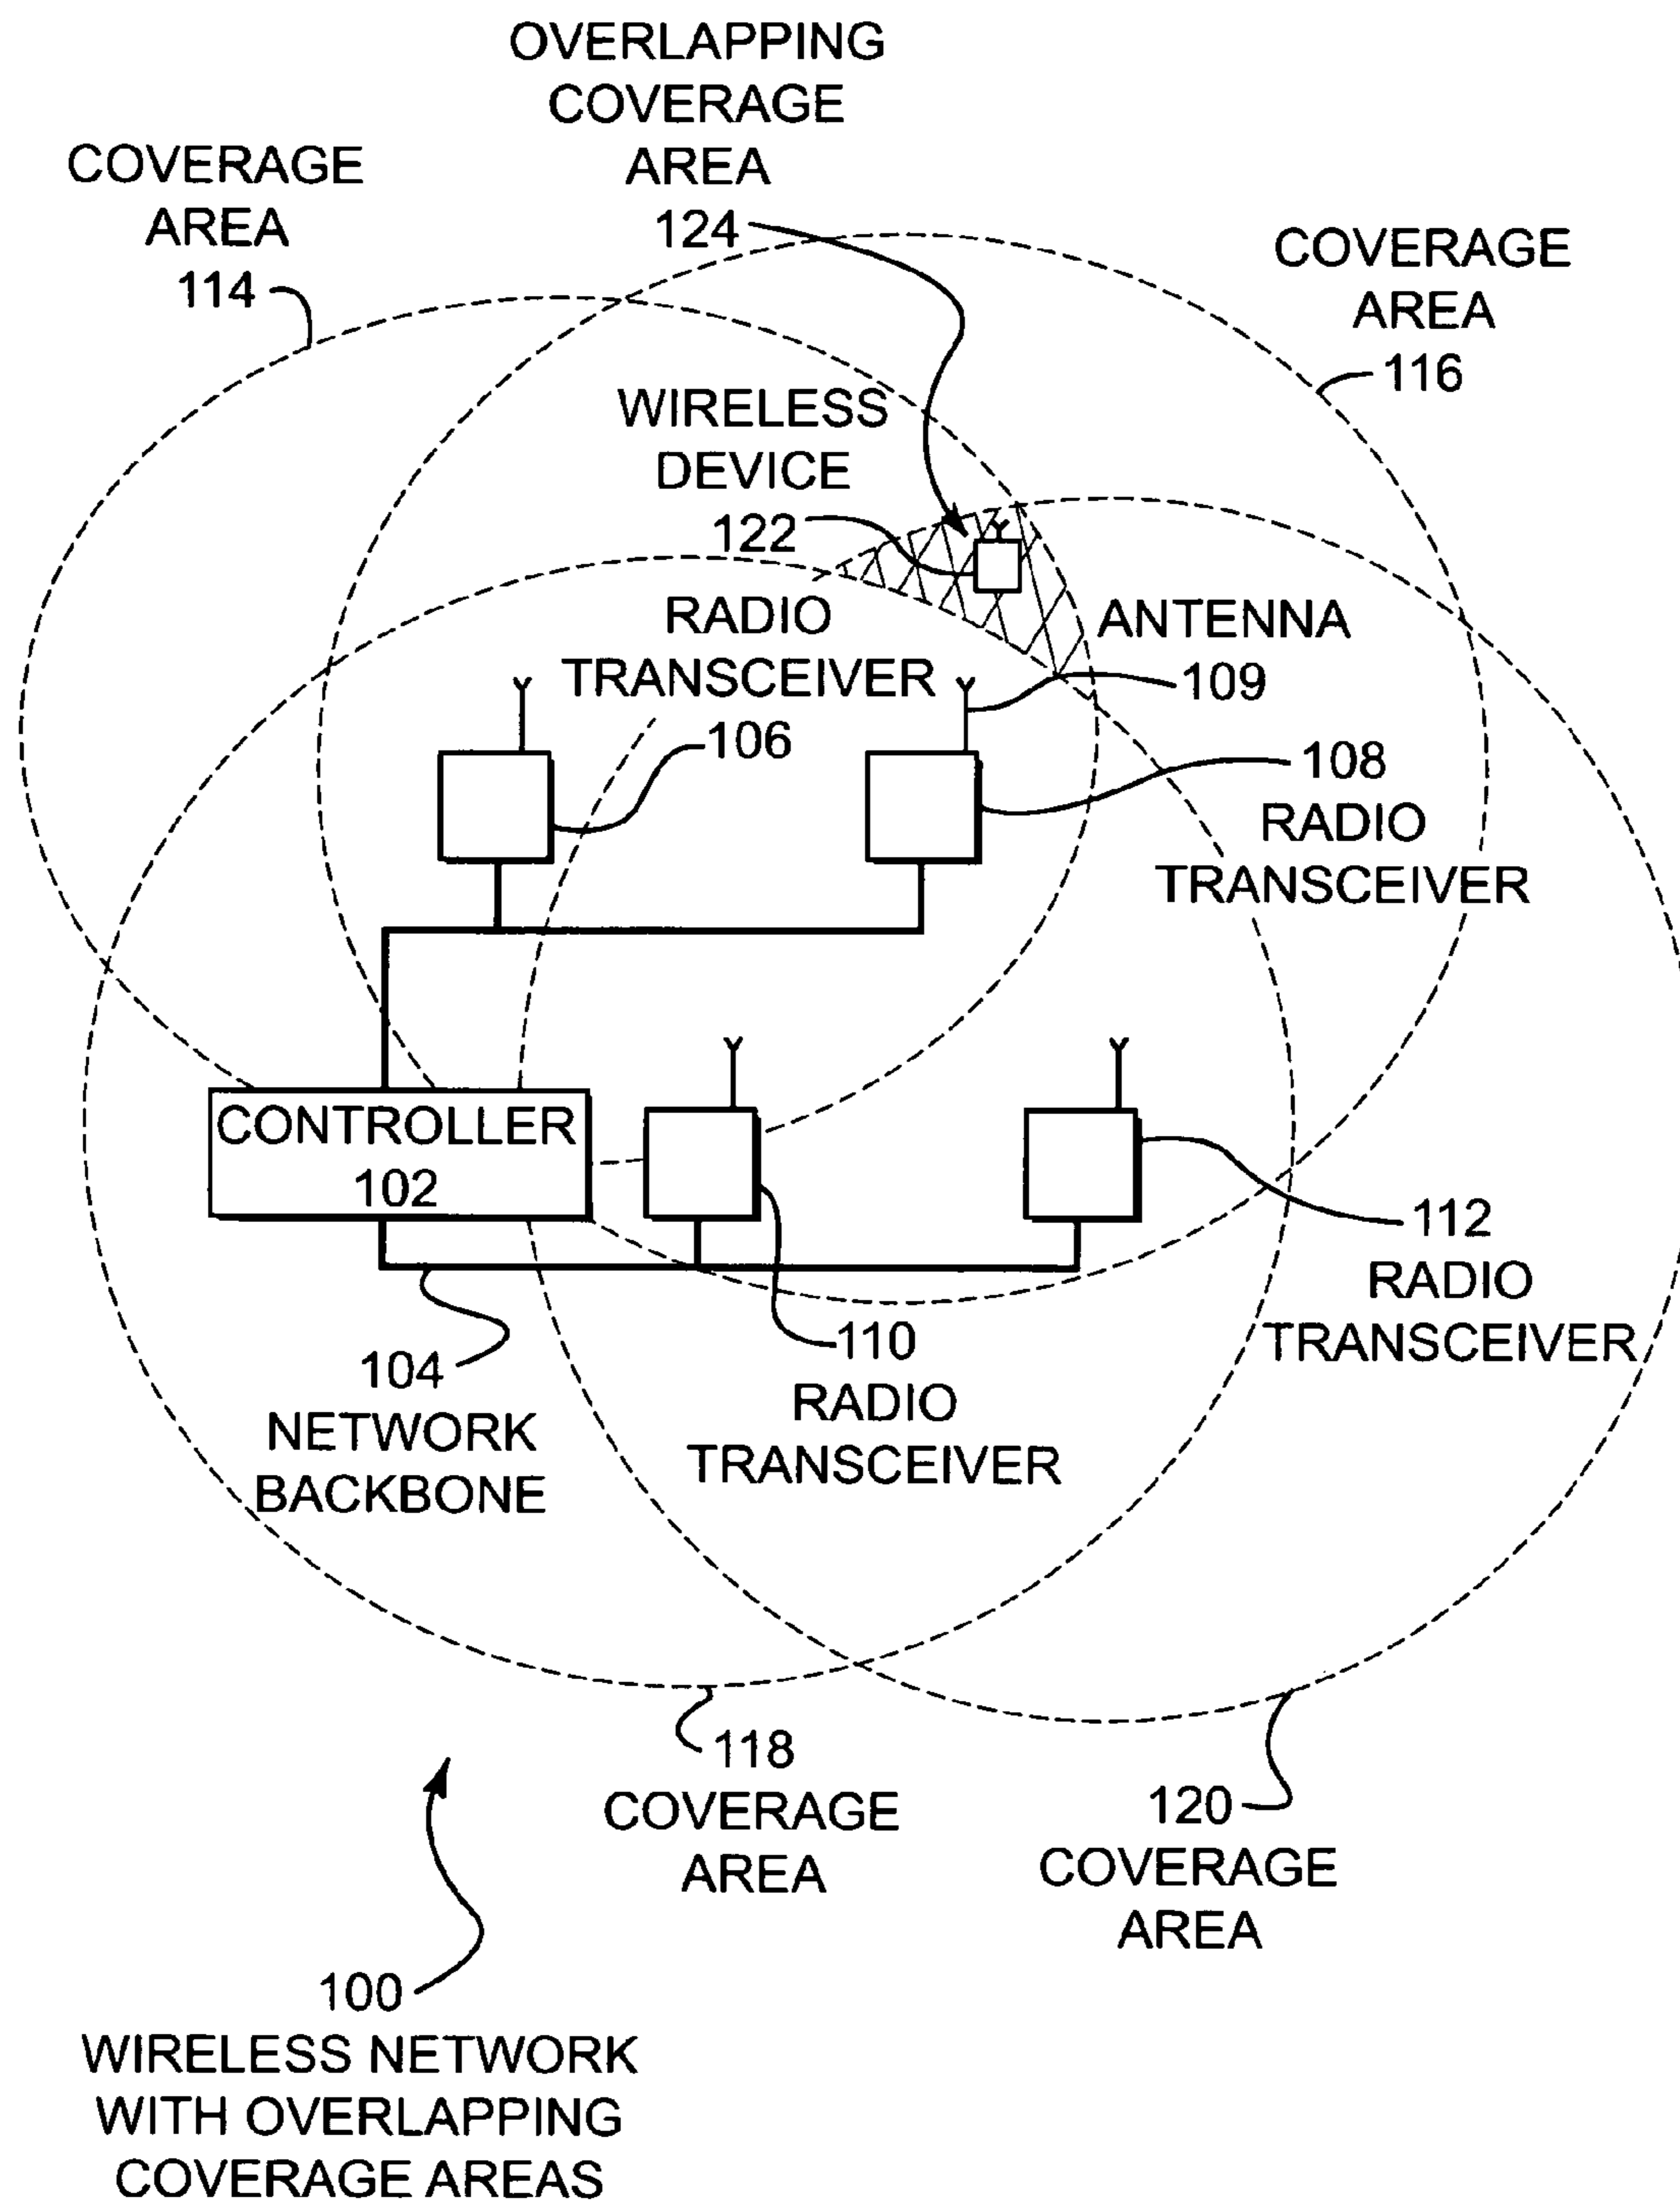 OVERLAPPING
COVERAGE
AREA
124
COVERAGE
AREA
114
COVERAGE
AREA
116
WIRELESS
DEVICE
122
RADIO
TRANSCEIVER
106
ANTENNA
109
108
RADIO
TRANSCEIVER
CONTROLLER
102
112
RADIO
TRANSCEIVER
110
RADIO
TRANSCEIVER
104
NETWORK
BACKBONE
118
COVERAGE
AREA
120
COVERAGE
AREA
100
WIRELESS NETWORK
WITH OVERLAPPING
COVERAGE AREAS